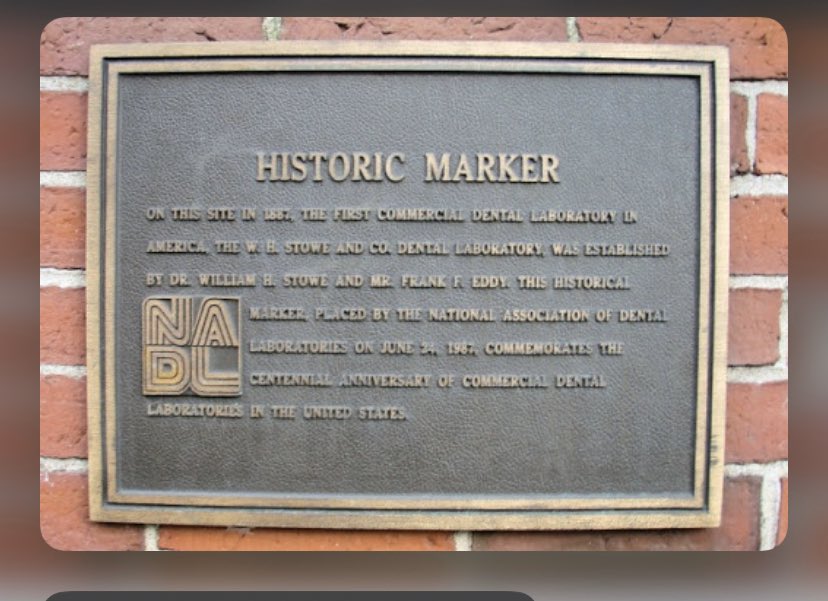 HISTORIC MARKER
ON THIS SITE IN 1887, THE FIRST COMMERCIAL DENTAL LABORATORY IN
AMERICA, THE W. H. STOWE AND CO. DENTAL LABORATORY, WAS ESTABLISHED
BY DR. WILLIAM H. STOWE AND MR. FRANK F. EDDY. THIS HISTORICAL
MARKER, PLACED BY THE NATIONAL ASSOCIATION OF DENTAL
LABORATORIES ON JUNE 24, 1987, COMMEMORATES THE
CENTENNIAL ANNIVERSARY OF COMMERCIAL DENTAL
LABORATORIES IN THE UNITED STATES.
NA
DL